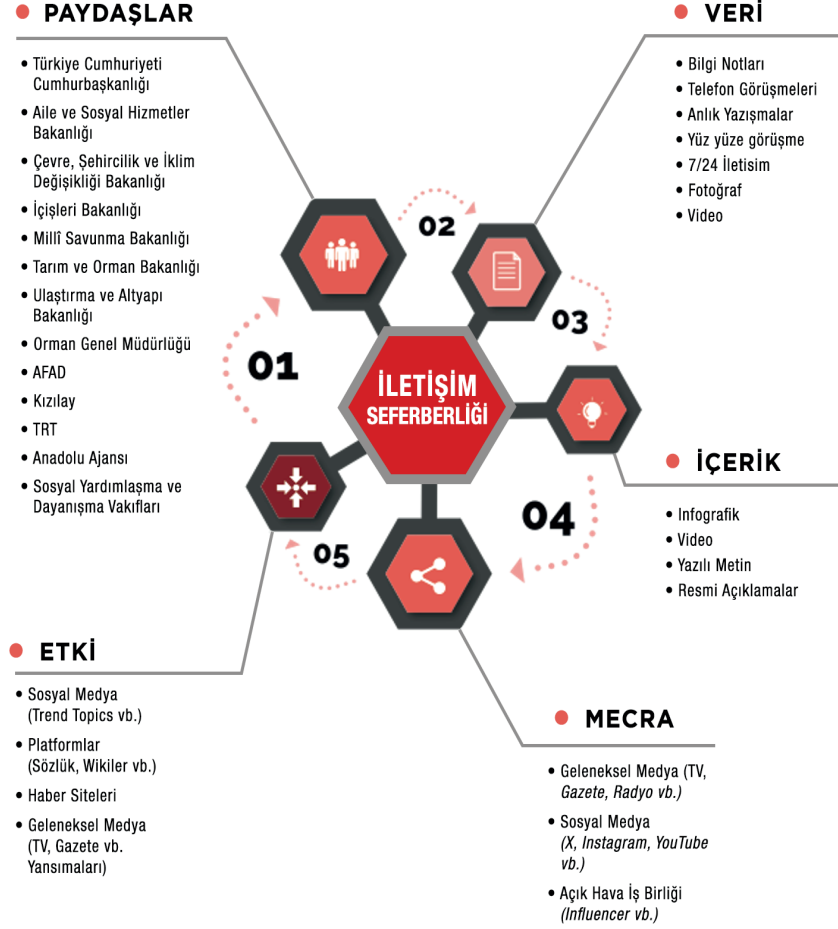 • PAYDAŞLAR
• Türkiye Cumhuriyeti
Cumhurbaşkanlığı
• Aile ve Sosyal Hizmetler
Bakanlığı
• Çevre, Şehircilik ve İklim
Değişikliği Bakanlığı
• İçişleri Bakanlığı
• Millî Savunma Bakanlığı
• Tarım ve Orman Bakanlığı
• Ulaştırma ve Altyapı
Bakanlığı
• Orman Genel Müdürlüğü
• AFAD
• Kızılay
• TRT
• Anadolu Ajansı
• Sosyal Yardımlaşma ve
Dayanışma Vakıfları
• VERİ
• Bilgi Notları
• Telefon Görüşmeleri
• Anlık Yazışmalar
• Yüz yüze görüşme
• 7/24 İletisim
• Fotoğraf
• Video
01
02
03
04
05
İLETİŞİM
SEFERBERLİĞİ
• İÇERİK
• Infografik
• Video
• Yazılı Metin
• Resmi Açıklamalar
• ETKİ
• Sosyal Medya
(Trend Topics vb.)
• Platformlar
(Sözlük, Wikiler vb.)
• Haber Siteleri
• Geleneksel Medya
(TV, Gazete vb.
Yansımaları)
• MECRA
• Geleneksel Medya (TV,
Gazete, Radyo vb.)
• Sosyal Medya
(X, Instagram, YouTube
vb.)
• Açık Hava İş Birliği
(Influencer vb.)